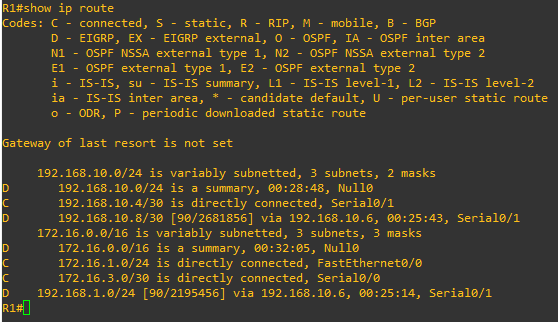 R1#show ip route
Codes: C - connected, S - static, R - RIP, M - mobile, B - BGP
       D - EIGRP, EX - EIGRP external, O - OSPF, IA - OSPF inter area
       N1 - OSPF NSSA external type 1, N2 - OSPF NSSA external type 2
       E1 - OSPF external type 1, E2 - OSPF external type 2
       i - IS-IS, su - IS-IS summary, L1 - IS-IS level-1, L2 - IS-IS level-2
       ia - IS-IS inter area, * - candidate default, U - per-user static route
       o - ODR, P - periodic downloaded static route

Gateway of last resort is not set

     192.168.10.0/24 is variably subnetted, 3 subnets, 2 masks
D       192.168.10.0/24 is a summary, 00:28:48, Null0
C       192.168.10.4/30 is directly connected, Serial0/1
D       192.168.10.8/30 [90/2681856] via 192.168.10.6, 00:25:43, Serial0/1
     172.16.0.0/16 is variably subnetted, 3 subnets, 3 masks
D       172.16.0.0/16 is a summary, 00:32:05, Null0
C       172.16.1.0/24 is directly connected, FastEthernet0/0
C       172.16.3.0/30 is directly connected, Serial0/0
D    192.168.1.0/24 [90/2195456] via 192.168.10.6, 00:25:14, Serial0/1
R1#